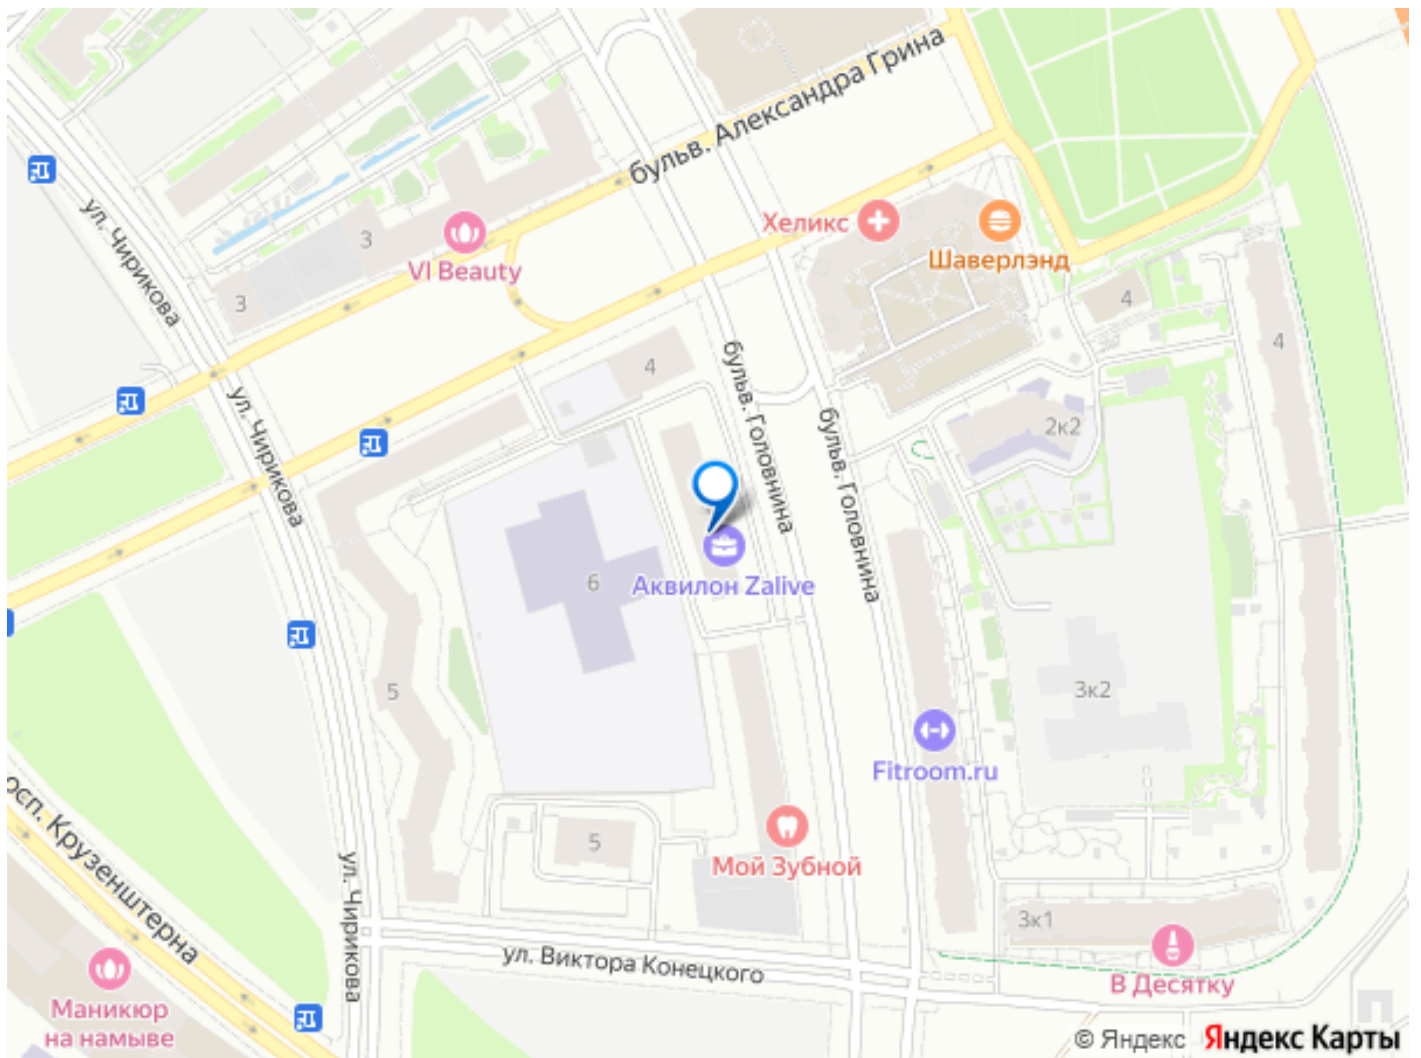 бульв. Александра Грина
ул. Чирикова
Хеликс
Шаверлэнд
VI Beauty
3
3
4
4
4
бульв. Головнина
ул. Чирикова
бульв. Головнина
2к2
Аквилон Zalive
6
5
3к2
Fitroom.ru
5
Мой Зубной
осп. Крузенштерна
ул. Чирикова
3к1
ул. Виктора Конецкого
В Десятку
Маникюр
на намыве
© Яндекс Яндекс Карты